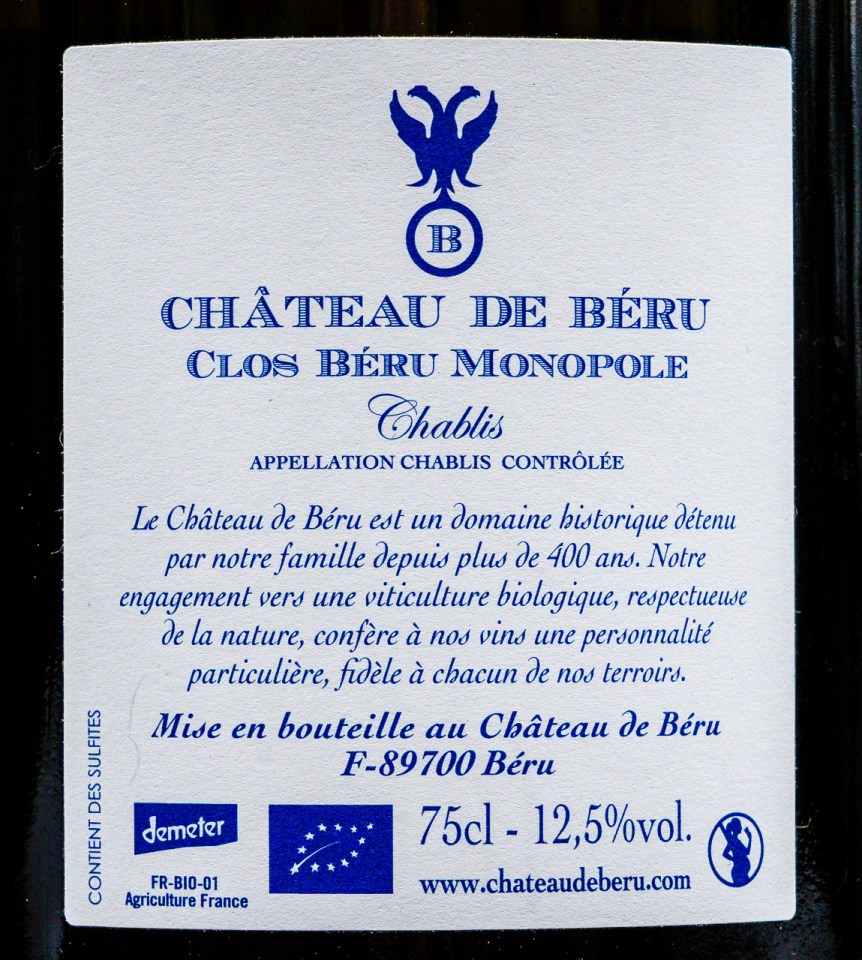 B
CHÂTEAU DE BÉRU
CLOS BÉRU MONOPOLE
Chablis
APPELLATION CHABLIS CONTRÔLÉE
Le Château de Béru est un domaine historique détenu
par notre famille depuis plus de 400 ans. Notre
engagement vers une viticulture biologique, respectueuse
de la nature, confère à nos vins une personnalité
particulière, fidèle à chacun de nos terroirs.
Mise en bouteille au Château de Béru
F-89700 Béru
CONTIENT DES SULFITES
demeter
FR-BIO-01
Agriculture France
75cl - 12,5%vol.
www.chateaudeberu.com